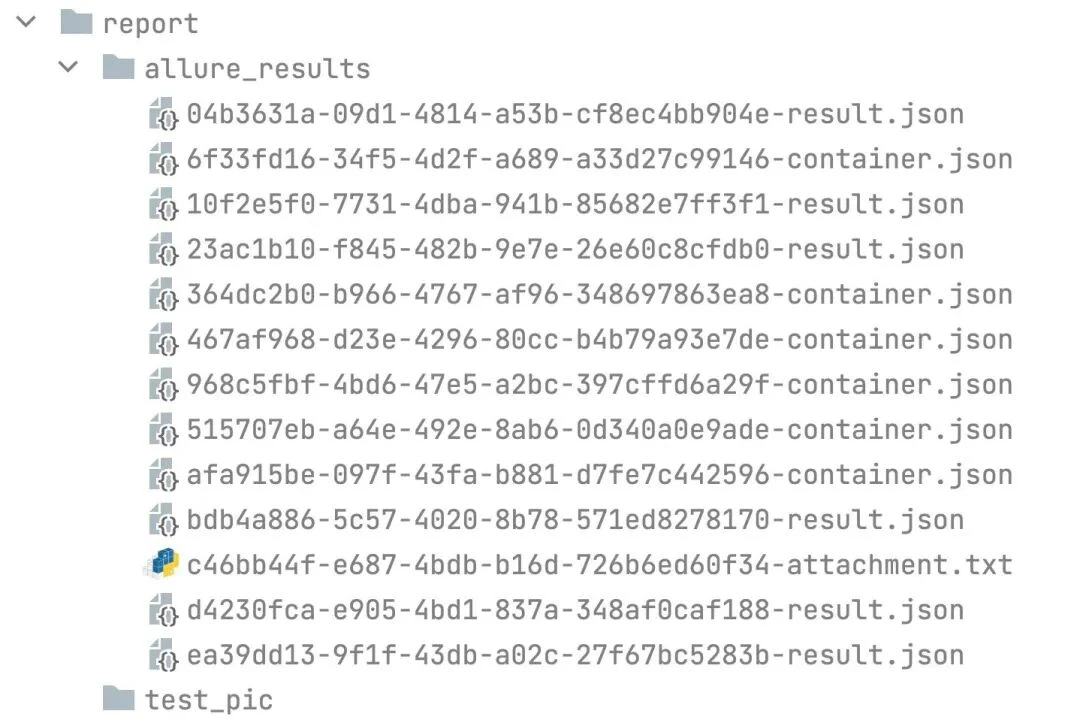 report
allure_results
04b3631a-09d1-4814-a53b-cf8ec4bb904e-result.json
6f33fd16-34f5-4d2f-a689-a33d27c99146-container.json
10f2e5f0-7731-4dba-941b-85682e7ff3f1-result.json
23ac1b10-f845-482b-9e7e-26e60c8cfdb0-result.json
364dc2b0-b966-4767-af96-348697863ea8-container.json
467af968-d23e-4296-80cc-b4b79a93e7de-container.json
968c5fbf-4bd6-47e5-a2bc-397cffd6a29f-container.json
515707eb-a64e-492e-8ab6-0d340a0e9ade-container.json
afa915be-097f-43fa-b881-d7fe7c442596-container.json
bdb4a886-5c57-4020-8b78-571ed8278170-result.json
c46bb44f-e687-4bdb-b16d-726b6ed60f34-attachment.txt
d4230fca-e905-4bd1-837a-348af0caf188-result.json
ea39dd13-9f1f-43db-a02c-27f67bc5283b-result.json
test_pic